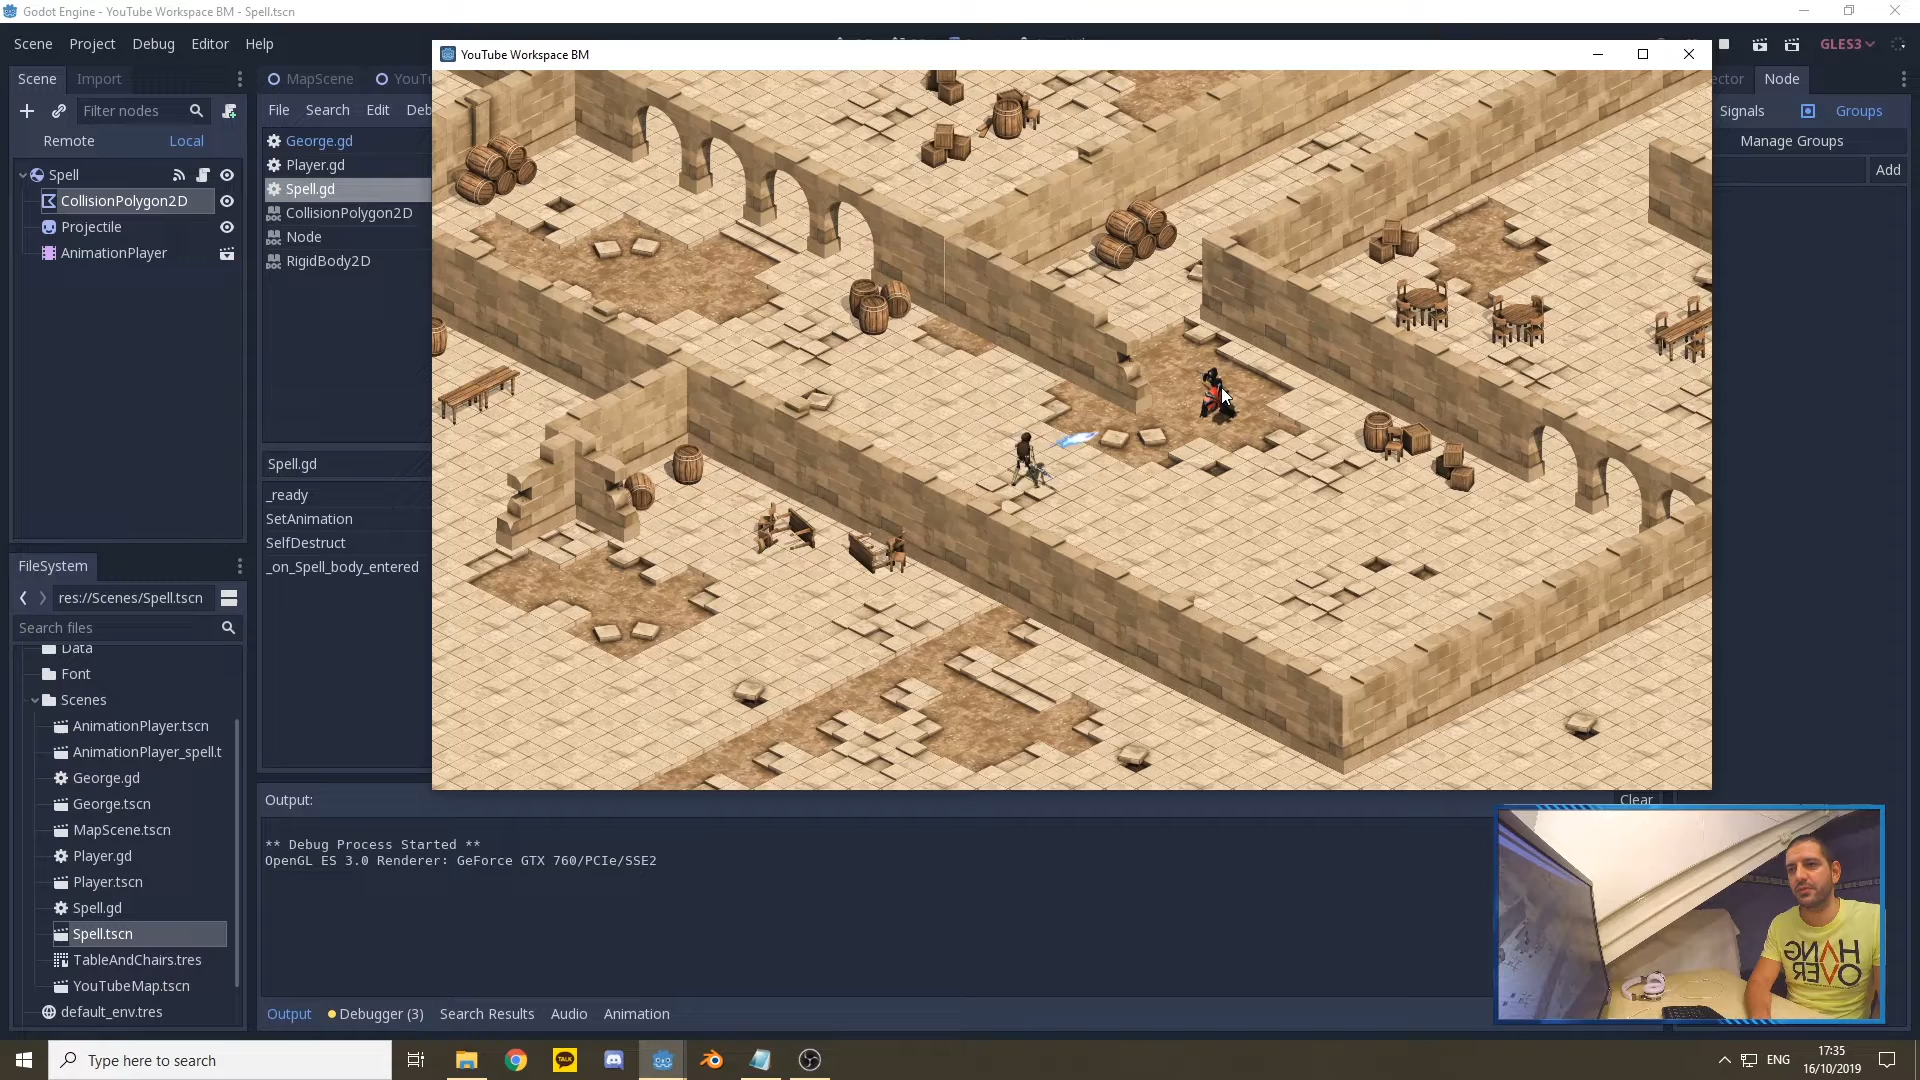 Godot Engine - YouTube Workspace BM - Spell.tscn
Scene Project Debug Editor Help
GLES3
YouTube Workspace BM
Scene Import
MapScene
Node
Filter nodes
File Search Edit
Signals Groups
Remote Local
Manage Groups
Add
Spell
CollisionPolygon2D
Projectile
AnimationPlayer
George.gd
Player.gd
Spell.gd
CollisionPolygon2D
Node
RigidBody2D
Spell.gd
_ready
SetAnimation
SelfDestruct
_on_Spell_body_entered
FileSystem
res://Scenes/Spell.tscn
Search files
Data
Font
Scenes
AnimationPlayer.tscn
AnimationPlayer_spell.t
George.gd
George.tscn
MapScene.tscn
Player.gd
Player.tscn
Spell.gd
Spell.tscn
TableAndChairs.tres
YouTubeMap.tscn
default_env.tres
Output:
Clear
** Debug Process Started **
OpenGL ES 3.0 Renderer: GeForce GTX 760/PCIe/SSE2
Output Debugger (3) Search Results Audio Animation
HANG
OVER
Type here to search
TALK
ENG
17:35
16/10/2019